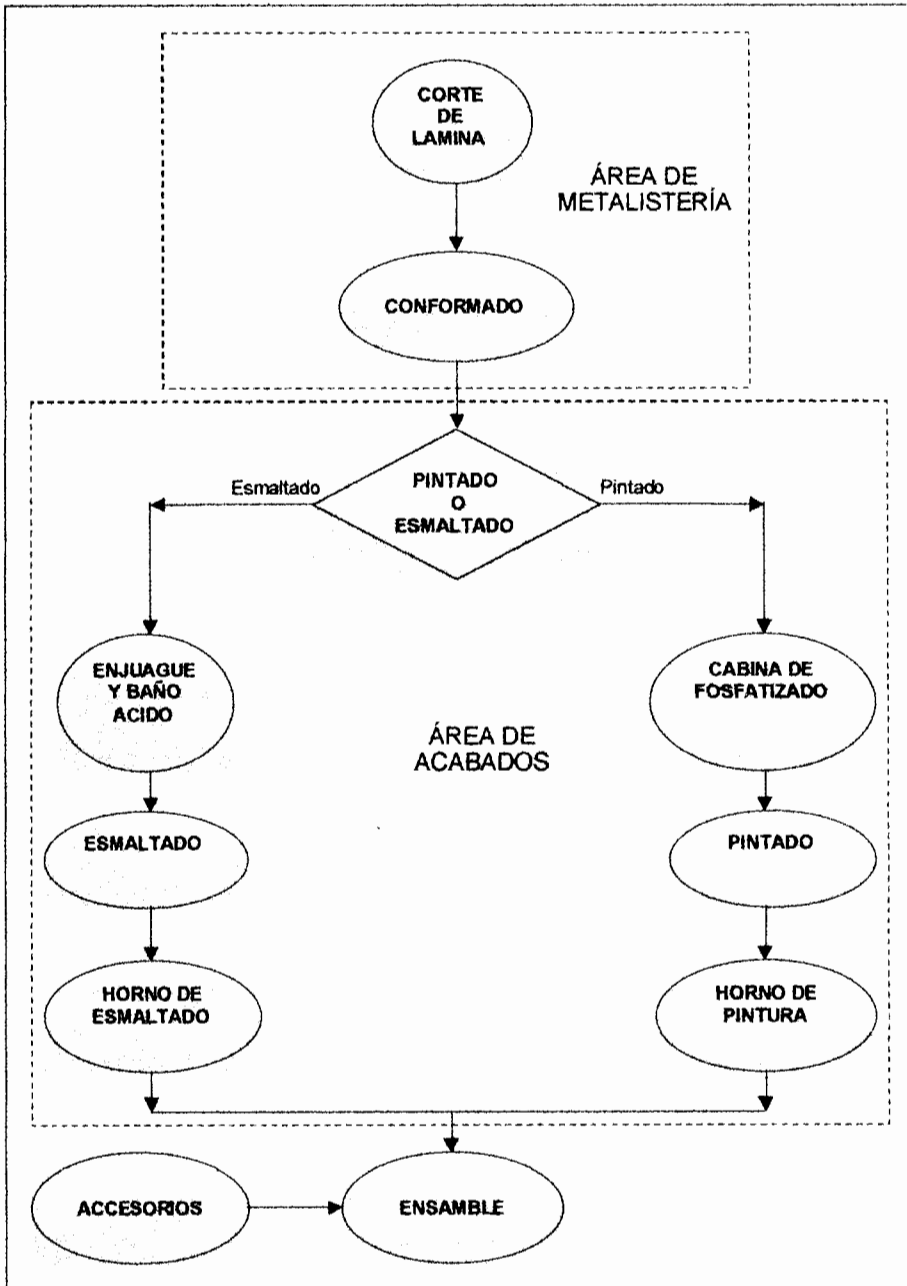 CORTE
DE
LAMINA
ÁREA DE
METALISTERÍA
CONFORMADO
PINTADO
O
ESMALTADO
Esmaltado
Pintado
ENJUAGUE
Y BAÑO
ACIDO
CABINA DE
FOSFATIZADO
ÁREA DE
ACABADOS
ESMALTADO
PINTADO
HORNO DE
ESMALTADO
HORNO DE
PINTURA
ACCESORIOS
ENSAMBLE